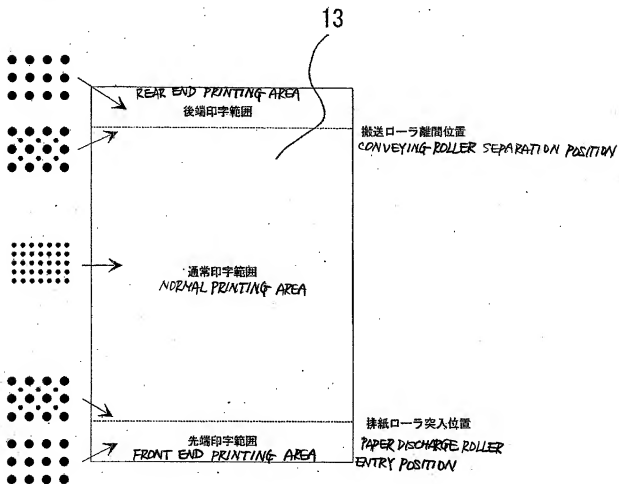 13
REAR END PRINTING AREA
後端印字範囲
搬送ローラ離間位置
CONVEYING ROLLER SEPARATION POSITION
通常印字範囲
NORMAL PRINTING AREA
排紙ローラ突入位置
PAPER DISCHARGE ROLLER
ENTRY POSITION
先端印字範囲
FRONT END PRINTING AREA